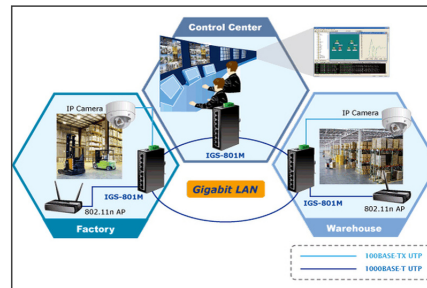 Control Center
IP Camera
IGS-801M
802.11n AP
Factory
IGS-801M
Gigabit LAN
IP Camera
IGS-801M
802.11n AP
Warehouse
100BASE-TX UTP
1000BASE-T UTP